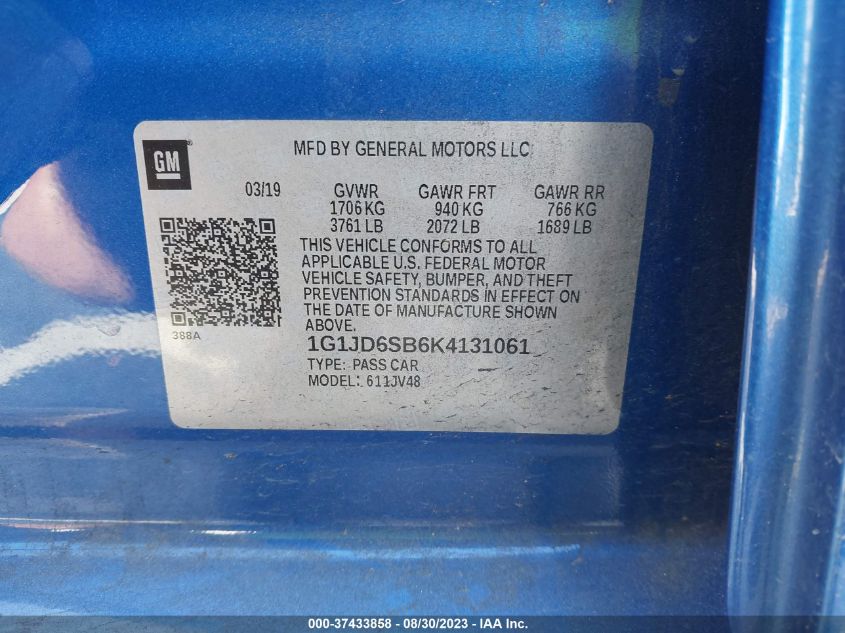 GM
MFD BY GENERAL MOTORS LLC
03/19 GVWR GAWR FRT GAWR RR
1706 KG 940 KG 766 KG
3761 LB 2072 LB 1689 LB
THIS VEHICLE CONFORMS TO ALL
APPLICABLE U.S. FEDERAL MOTOR
VEHICLE SAFETY, BUMPER, AND THEFT
PREVENTION STANDARDS IN EFFECT ON
THE DATE OF MANUFACTURE SHOWN
ABOVE.
388A
1G1JD6SB6K4131061
TYPE: PASS CAR
MODEL: 611JV48
000-37433858 - 08/30/2023 - IAA Inc.